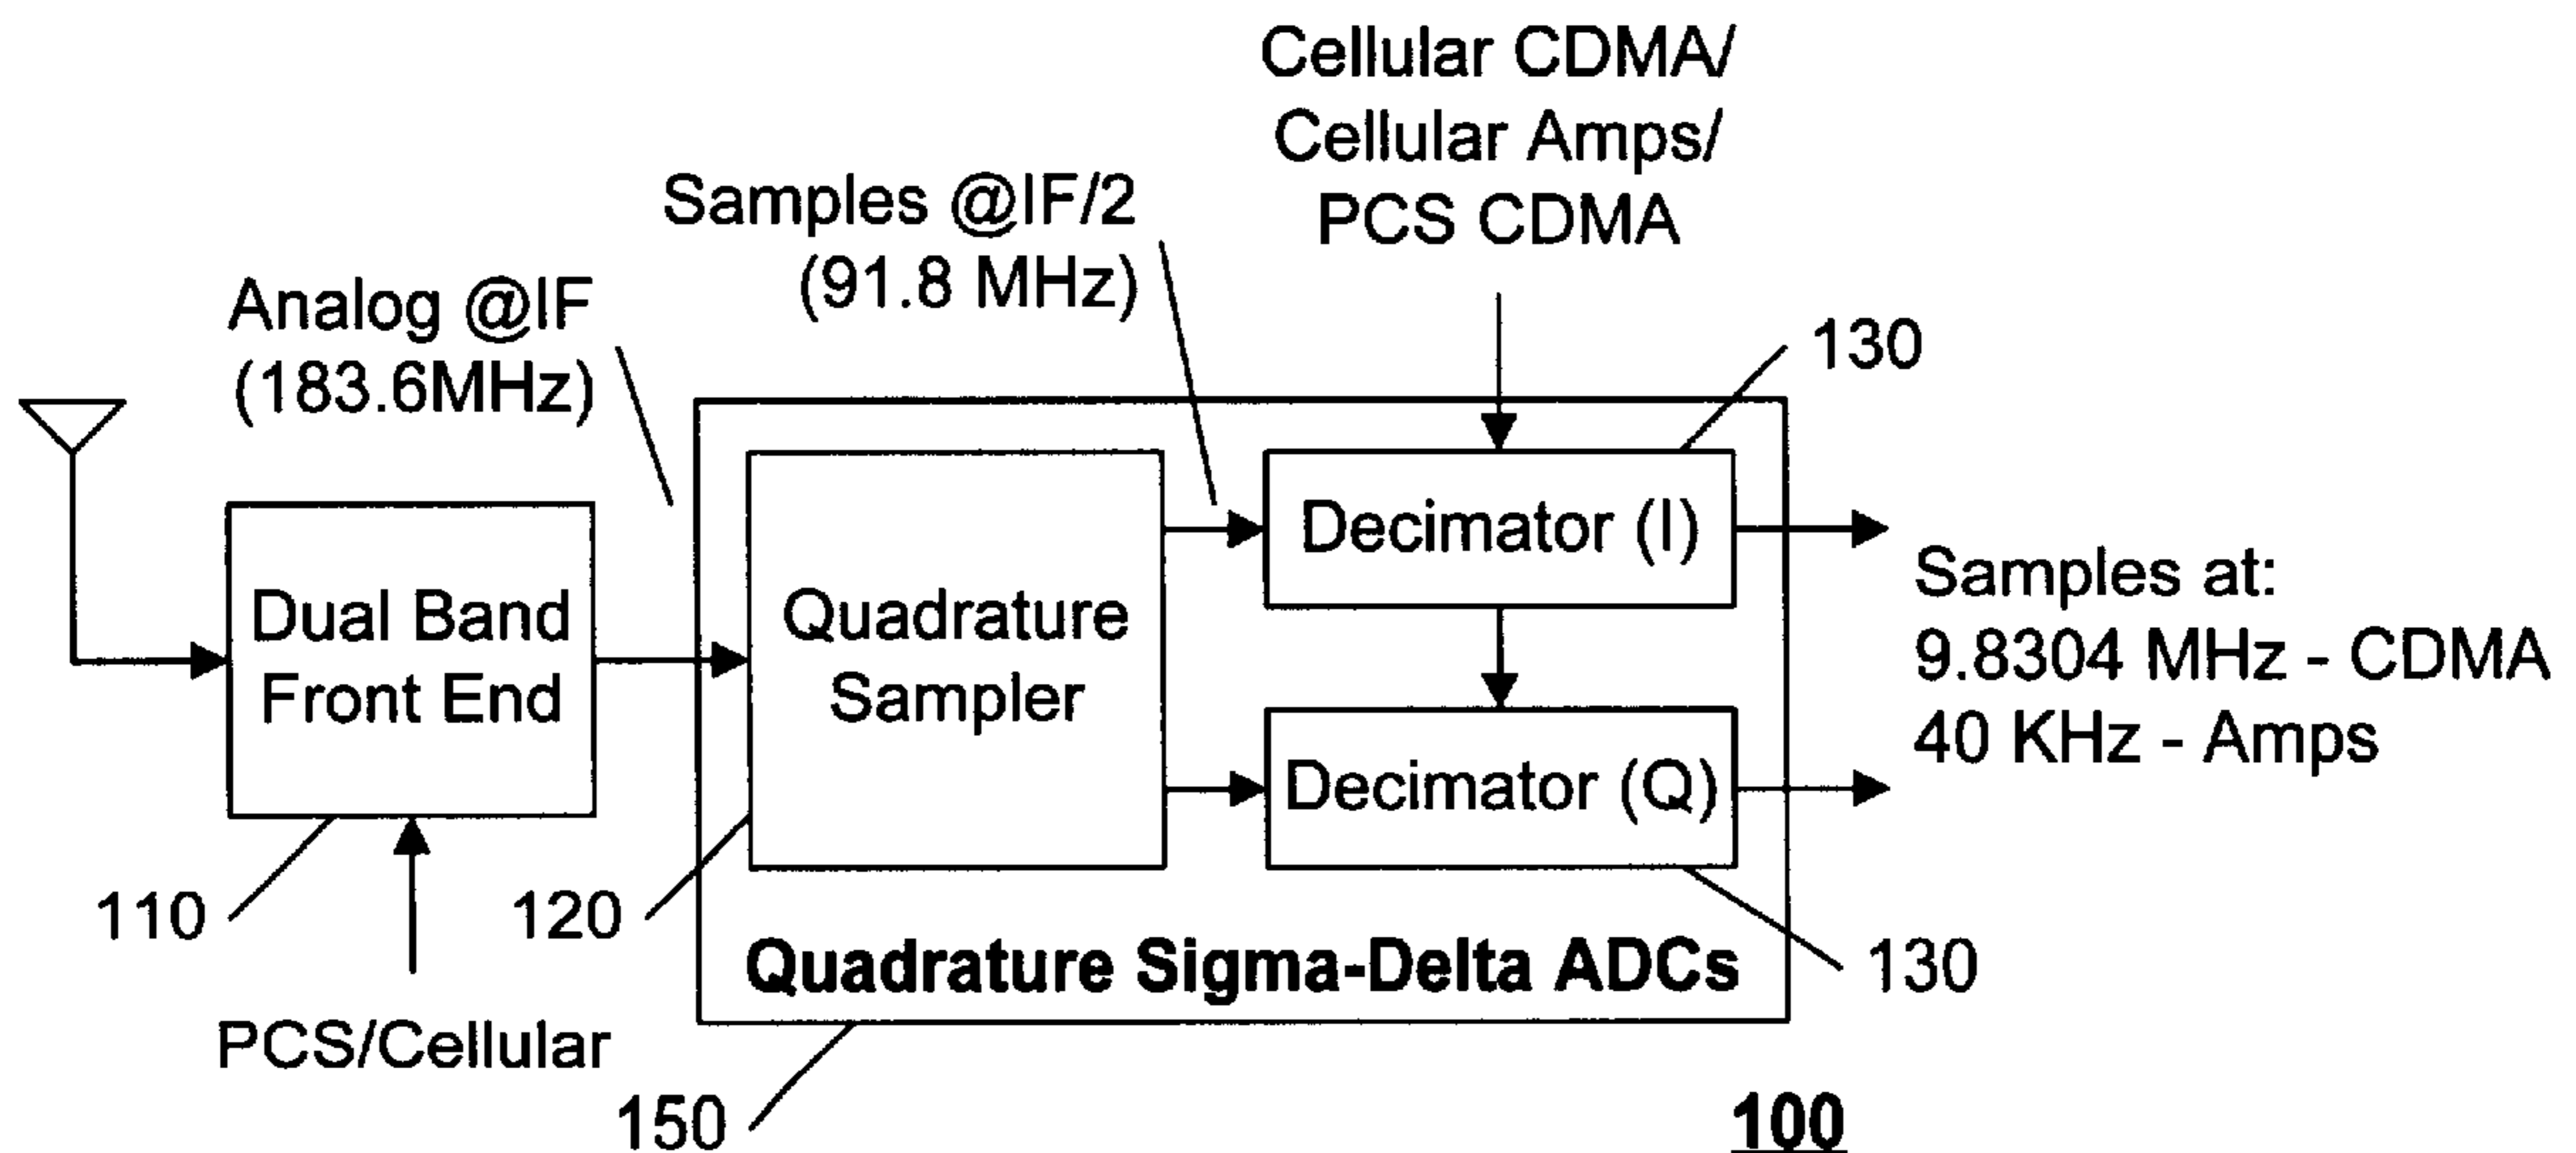 Cellular CDMA/
Cellular Amps/
PCS CDMA
Samples @IF/2
(91.8 MHz)
Analog @IF
(183.6MHz)
130
Dual Band
Front End
Quadrature
Sampler
Decimator (I)
Decimator (Q)
Samples at:
9.8304 MHz - CDMA
40 KHz - Amps
110
120
Quadrature Sigma-Delta ADCs
130
PCS/Cellular
150
100